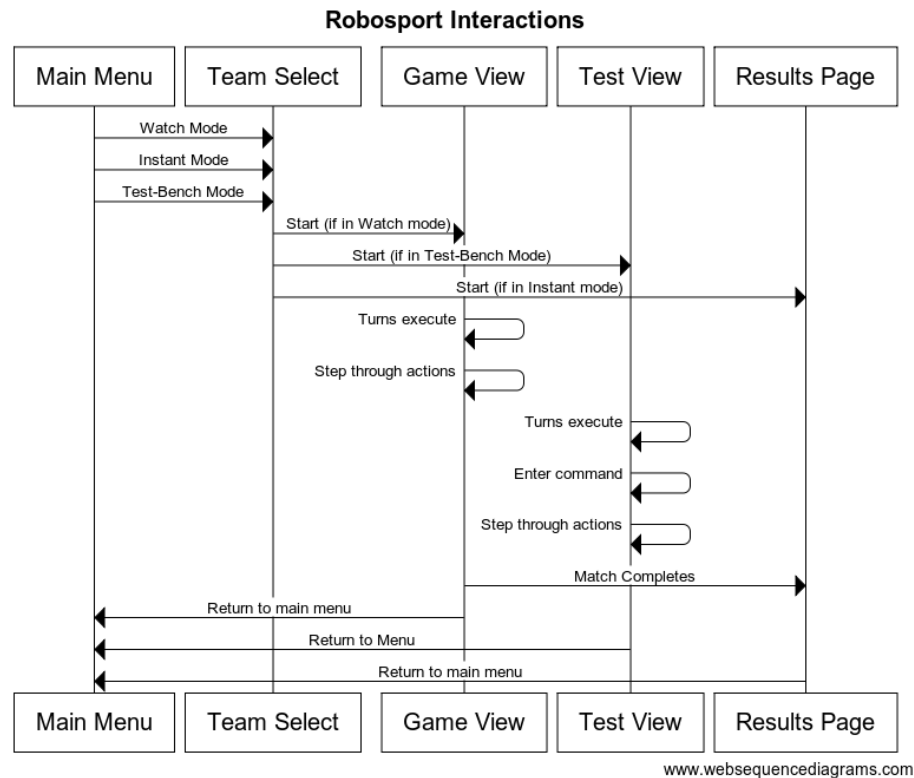 Robosport Interactions
Main Menu
Team Select
Game View
Test View
Results Page
Watch Mode
Instant Mode
Test-Bench Mode
Start (if in Watch mode)
Start (if in Test-Bench Mode)
Start (if in Instant mode)
Turns execute
Step through actions
Turns execute
Enter command
Step through actions
Match Completes
Return to main menu
Return to Menu
Return to main menu
Main Menu
Team Select
Game View
Test View
Results Page
www.websequencediagrams.com